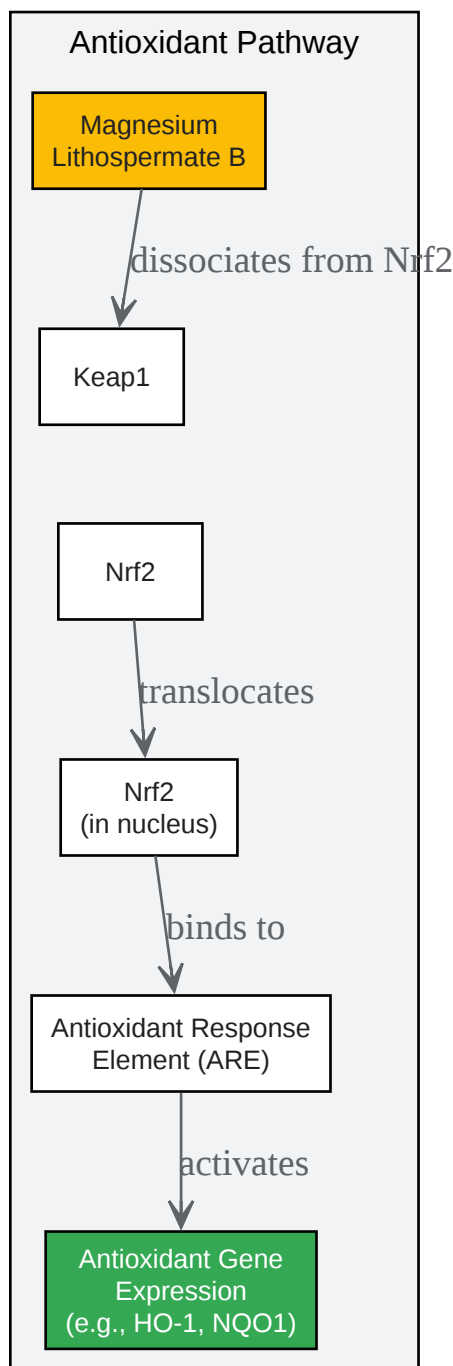 Antioxidant Pathway
Magnesium
Lithospermate B
dissociates from Nrf2
Keap1
Nrf2
translocates
Nrf2
(in nucleus)
binds to
Antioxidant Response
Element (ARE)
activates
Antioxidant Gene
Expression
(e.g., HO-1, NQO1)